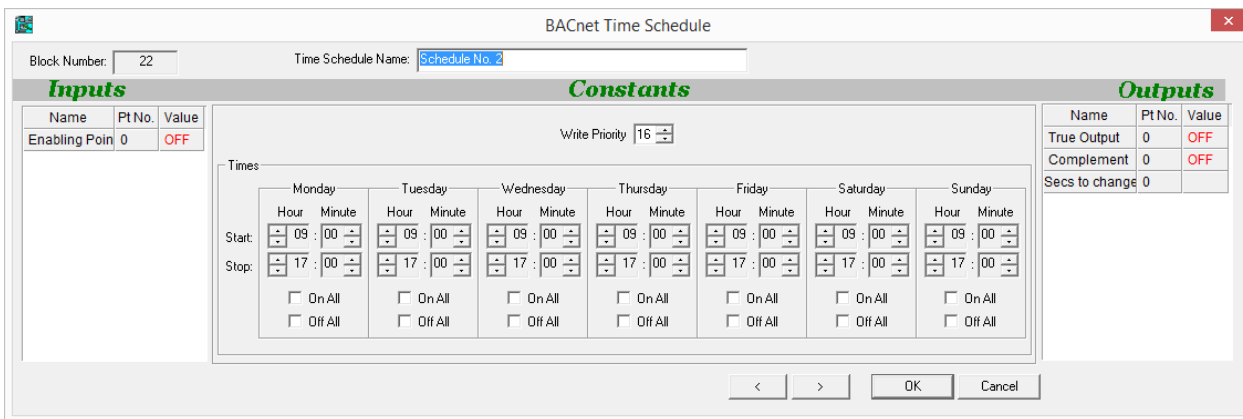 BACnet Time Schedule
Block Number: 22 Time Schedule Name: Schedule No. 2
Inputs Constants Outputs
Name Pt No. Value
Enabling Poin 0 OFF
Write Priority 16
Times
Monday Tuesday Wednesday Thursday Friday Saturday Sunday
Hour Minute Hour Minute Hour Minute Hour Minute Hour Minute Hour Minute Hour Minute
Start: 09 : 00 09 : 00 09 : 00 09 : 00 09 : 00 09 : 00 09 : 00
Stop: 17 : 00 17 : 00 17 : 00 17 : 00 17 : 00 17 : 00 17 : 00
On All On All On All On All On All On All On All
Off All Off All Off All Off All Off All Off All Off All
Name Pt No. Value
True Output 0 OFF
Complement 0 OFF
Secs to change 0
< > OK Cancel